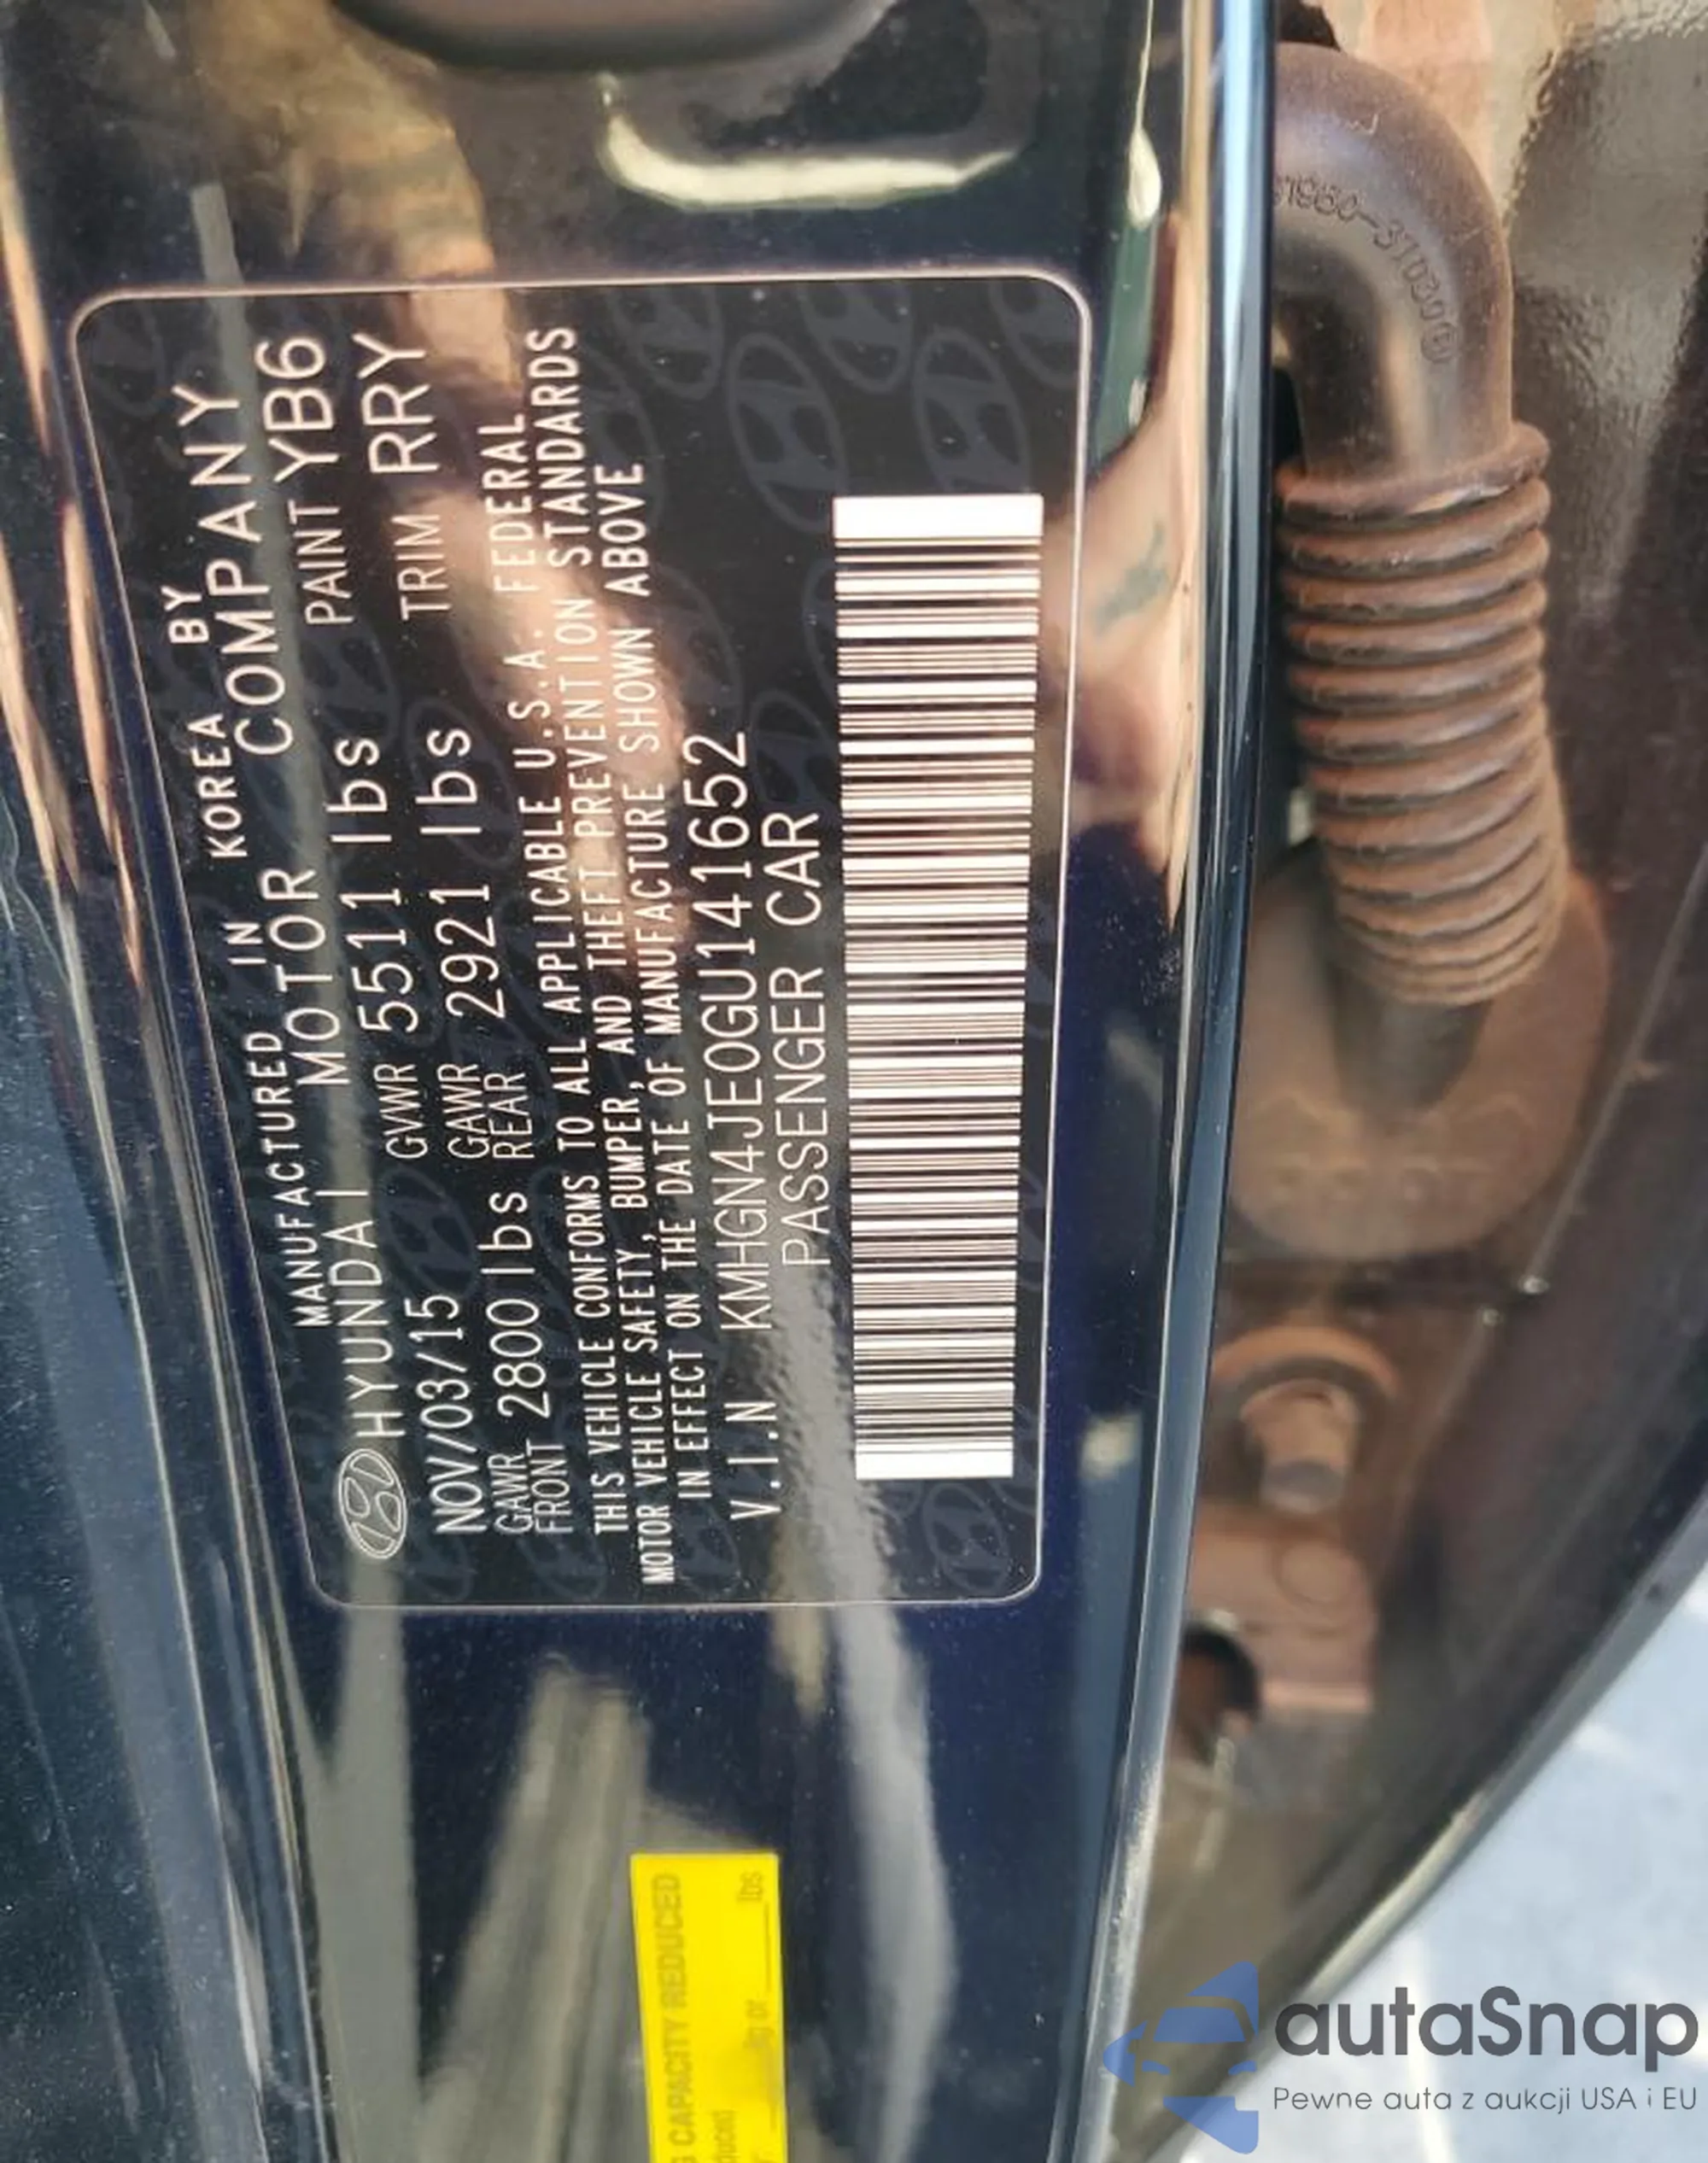 MANUFACTURED IN KOREA BY
HYUNDAI MOTOR COMPANY
NOV/03/15 GVWR 5511 lbs PAINT YB6
GAWR FRONT 2800 lbs GAWR REAR 2921 lbs TRIM RRY
THIS VEHICLE CONFORMS TO ALL APPLICABLE U.S.A. FEDERAL
MOTOR VEHICLE SAFETY, BUMPER, AND THEFT PREVENTION STANDARDS
IN EFFECT ON THE DATE OF MANUFACTURE SHOWN ABOVE
V.I.N KMHGN4JE0GU141652
PASSENGER CAR
CAPACITY REDUCED
kg or lbs
autaSnap
Pewne auta z aukcji USA i EU